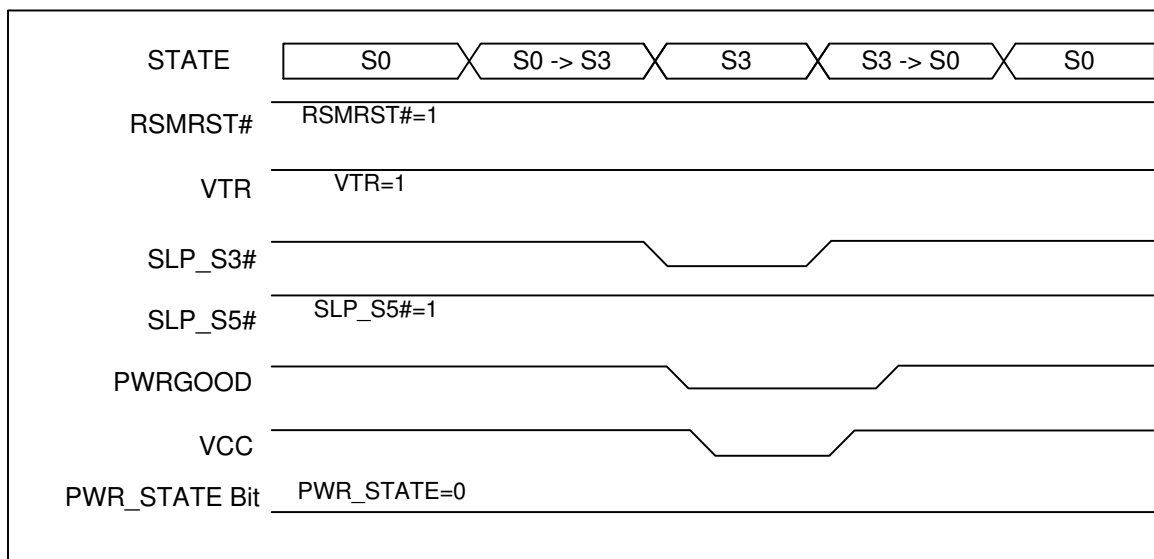 STATE S0 S0 -> S3 S3 S3 -> S0 S0
RSMRST# RSMRST#=1
VTR VTR=1
SLP_S3#
SLP_S5# SLP_S5#=1
PWRGOOD
VCC
PWR_STATE Bit PWR_STATE=0